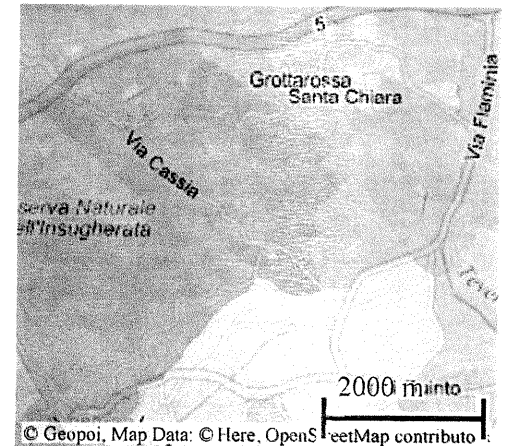 5
Grottarossa
Santa Chiara
Via Flaminia
Via Cassia
serva Naturale
ell'Insugherata
Teve
2000 m
© Geopoi, Map Data: © Here, OpenS eetMap contributo